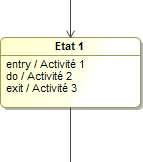 Etat 1
entry / Activité 1
do / Activité 2
exit / Activité 3